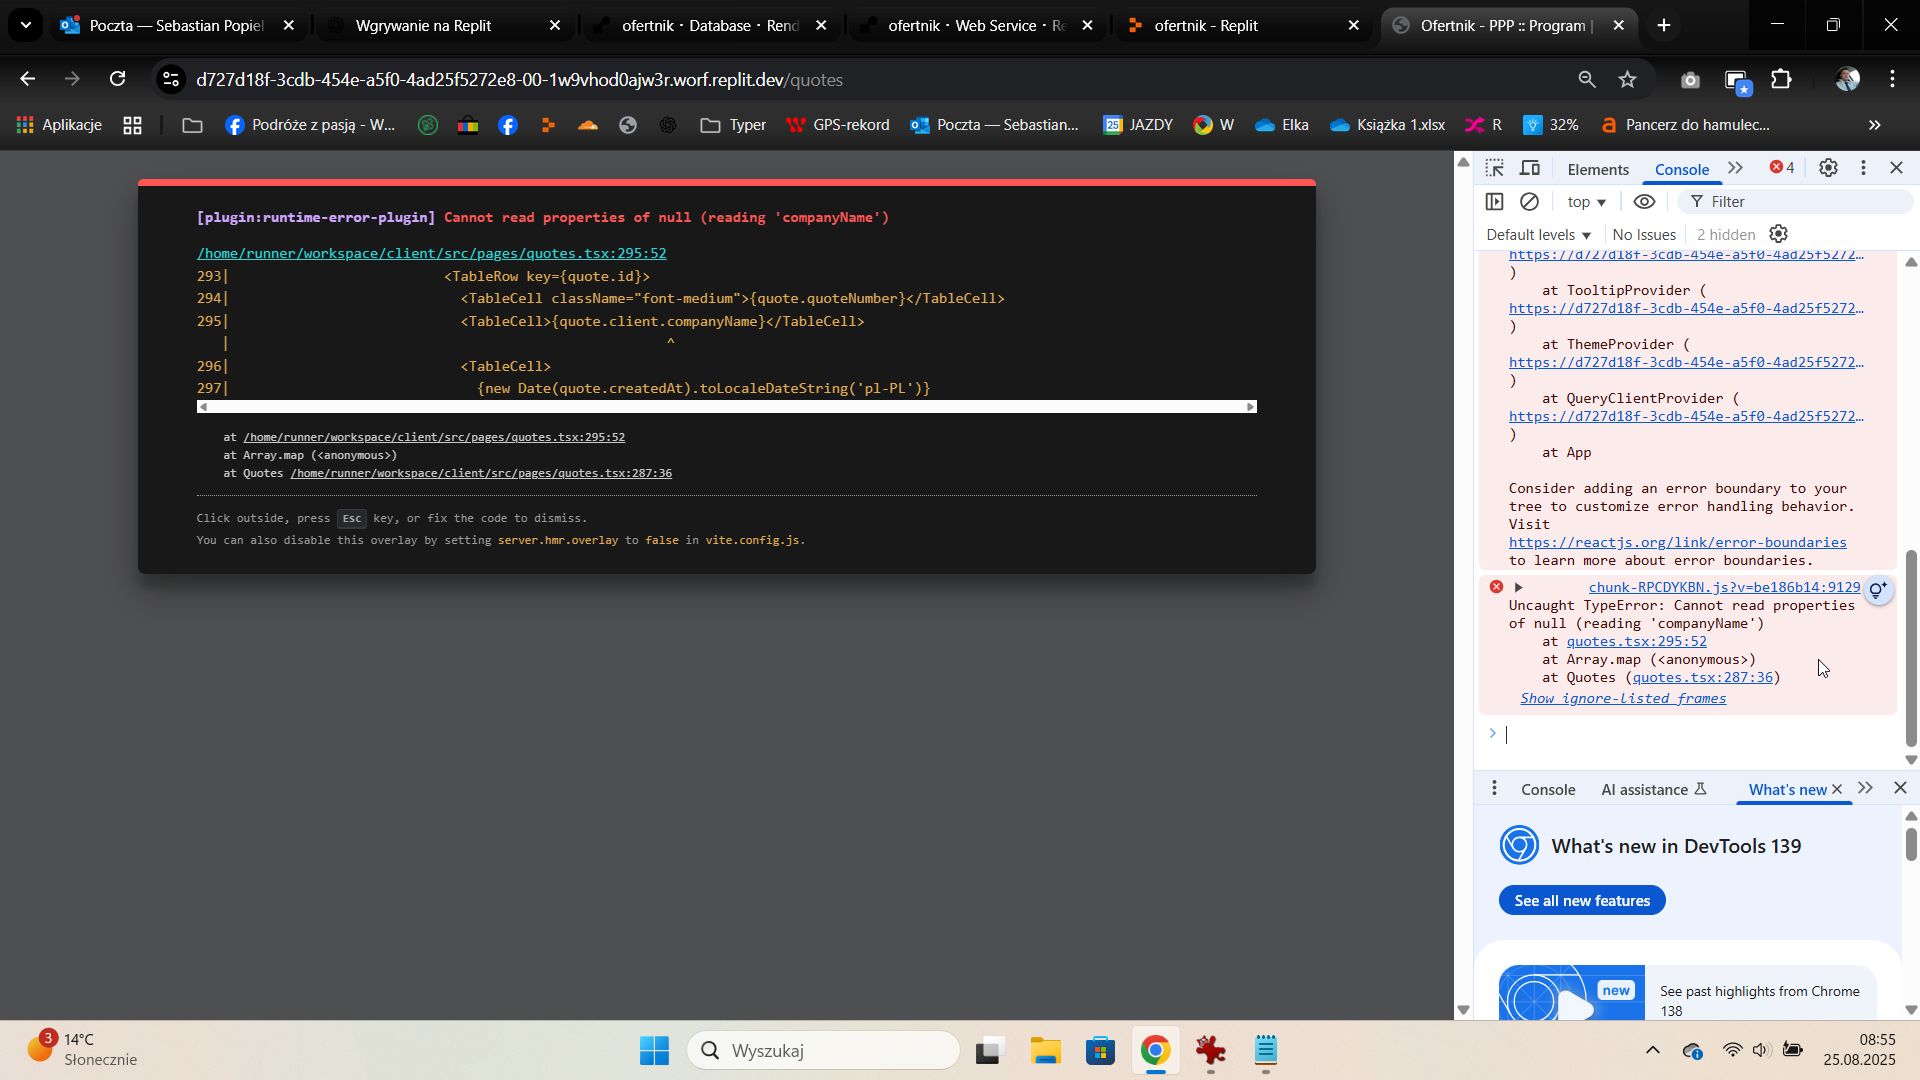 Poczta — Sebastian Popiel
Wgrywanie na Replit
ofertnik · Database · Rend
ofertnik · Web Service · Re
ofertnik - Replit
Ofertnik - PPP :: Program |
d727d18f-3cdb-454e-a5f0-4ad25f5272e8-00-1w9vhod0ajw3r.worf.replit.dev/quotes
Aplikacje
Podróże z pasją - W...
Typer
GPS-rekord
Poczta — Sebastian...
25
JAZDY
W
Elka
Książka 1.xlsx
R
32%
a
Pancerz do hamulec...
[plugin:runtime-error-plugin] Cannot read properties of null (reading 'companyName')
/home/runner/workspace/client/src/pages/quotes.tsx:295:52
293| <TableRow key={quote.id}>
294| <TableCell className="font-medium">{quote.quoteNumber}</TableCell>
295| <TableCell>{quote.client.companyName}</TableCell>
| ^
296| <TableCell>
297| {new Date(quote.createdAt).toLocaleDateString('pl-PL')}
at /home/runner/workspace/client/src/pages/quotes.tsx:295:52
at Array.map (<anonymous>)
at Quotes /home/runner/workspace/client/src/pages/quotes.tsx:287:36
Click outside, press Esc key, or fix the code to dismiss.
You can also disable this overlay by setting server.hmr.overlay to false in vite.config.js.
Elements
Console
4
top
Filter
Default levels
No Issues
2 hidden
https://d727d18f-3cdb-454e-a5f0-4ad25f5272…
)
at TooltipProvider (
https://d727d18f-3cdb-454e-a5f0-4ad25f5272…
)
at ThemeProvider (
https://d727d18f-3cdb-454e-a5f0-4ad25f5272…
)
at QueryClientProvider (
https://d727d18f-3cdb-454e-a5f0-4ad25f5272…
)
at App
Consider adding an error boundary to your
tree to customize error handling behavior.
Visit
https://reactjs.org/link/error-boundaries
to learn more about error boundaries.
chunk-RPCDYKBN.js?v=be186b14:9129
Uncaught TypeError: Cannot read properties
of null (reading 'companyName')
at quotes.tsx:295:52
at Array.map (<anonymous>)
at Quotes (quotes.tsx:287:36)
Show ignore-listed frames
Console
AI assistance
What's new
What's new in DevTools 139
See all new features
new
See past highlights from Chrome
138
3
14°C
Słonecznie
Wyszukaj
08:55
25.08.2025